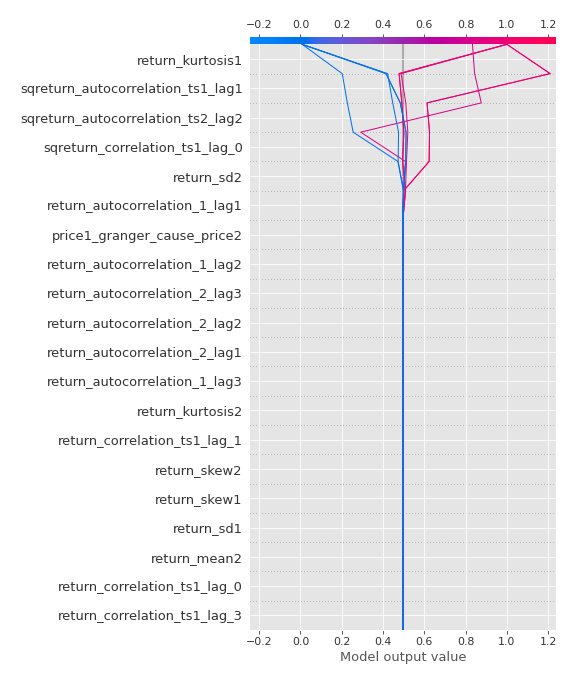 −0.2 0.0 0.2 0.4 0.6 0.8 1.0 1.2
return_kurtosis1
sqreturn_autocorrelation_ts1_lag1
sqreturn_autocorrelation_ts2_lag2
sqreturn_correlation_ts1_lag_0
return_sd2
return_autocorrelation_1_lag1
price1_granger_cause_price2
return_autocorrelation_1_lag2
return_autocorrelation_2_lag3
return_autocorrelation_2_lag2
return_autocorrelation_2_lag1
return_autocorrelation_1_lag3
return_kurtosis2
return_correlation_ts1_lag_1
return_skew2
return_skew1
return_sd1
return_mean2
return_correlation_ts1_lag_0
return_correlation_ts1_lag_3
−0.2 0.0 0.2 0.4 0.6 0.8 1.0 1.2
Model output value